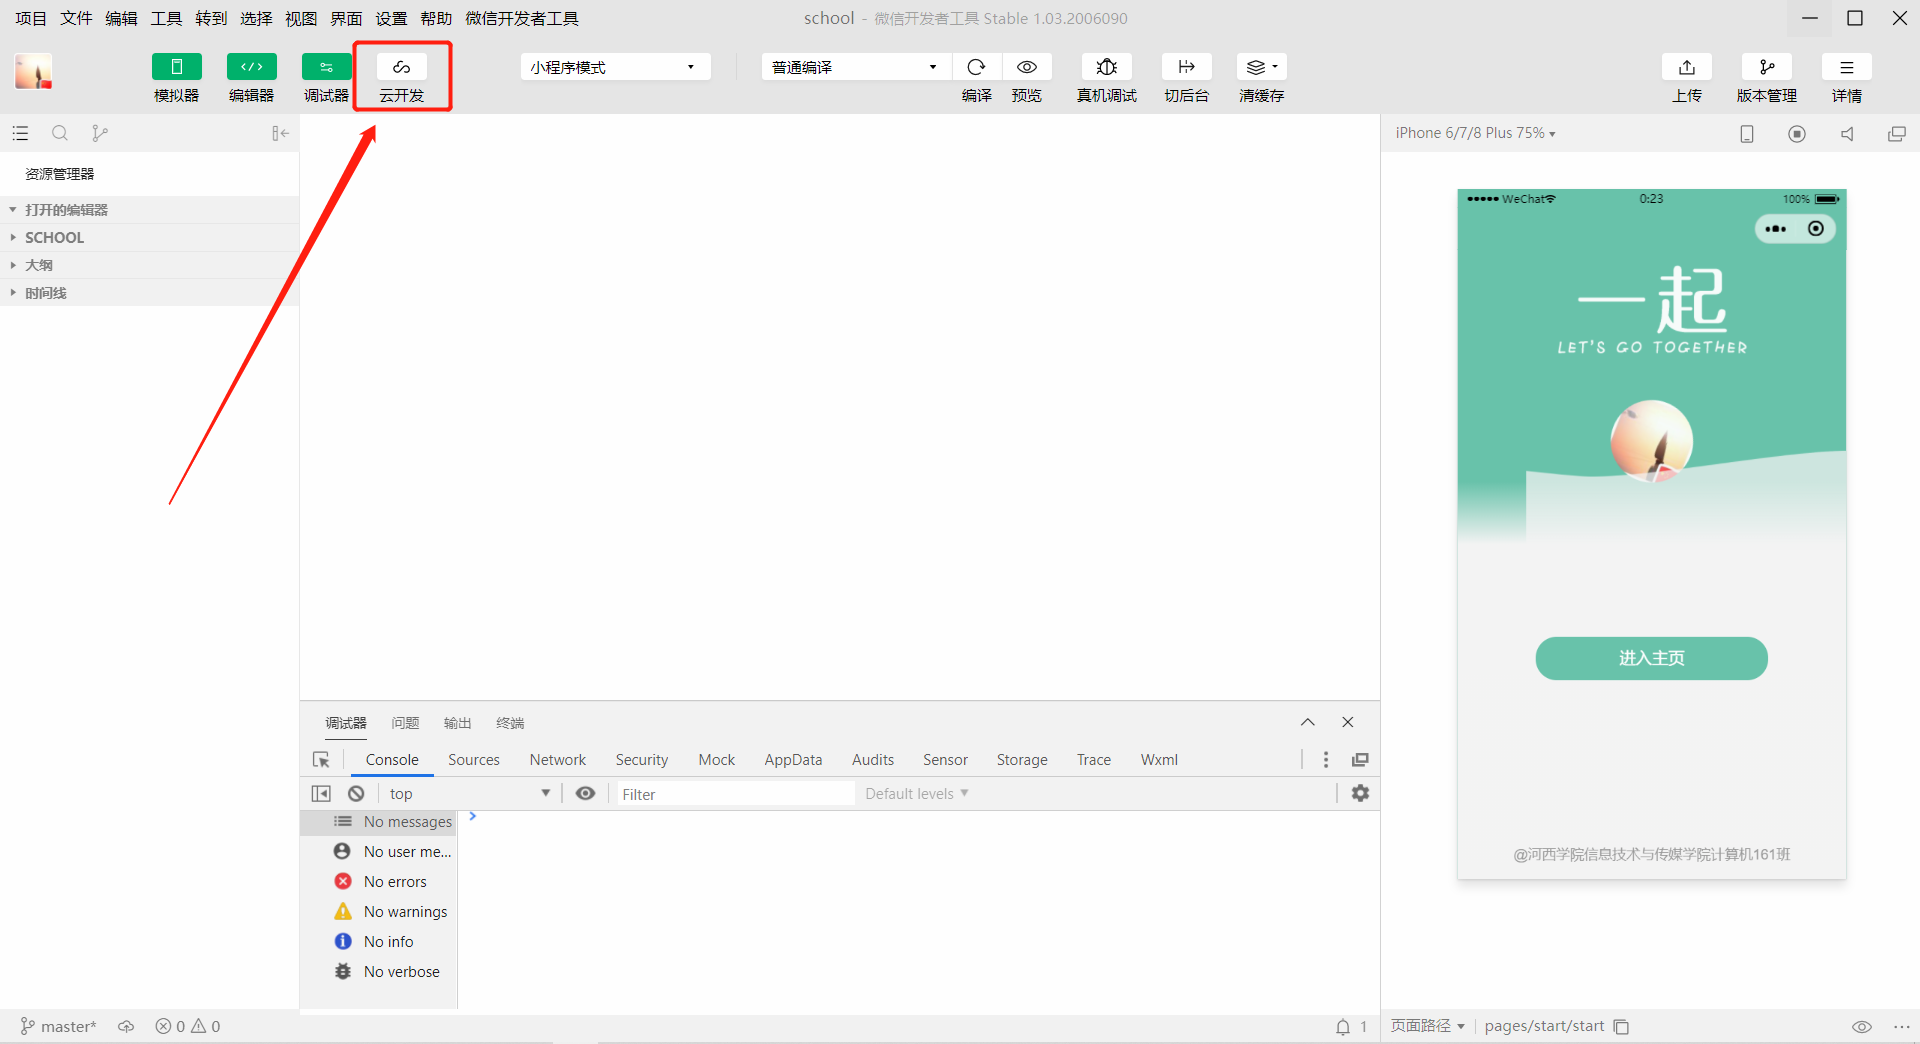 项目 文件 编辑 工具 转到 选择 视图 界面 设置 帮助 微信开发者工具
school - 微信开发者工具 Stable 1.03.2006090
小程序模式
普通编译
模拟器 编辑器 调试器 云开发
编译 预览 真机调试 切后台 清缓存
上传 版本管理 详情
资源管理器
打开的编辑器
SCHOOL
大纲
时间线
iPhone 6/7/8 Plus 75%
WeChat 0:23 100%
一起
LET'S GO TOGETHER
进入主页
@河西学院信息技术与传媒学院计算机161班
调试器 问题 输出 终端
Console Sources Network Security Mock AppData Audits Sensor Storage Trace Wxml
top Filter Default levels
No messages
No user me...
No errors
No warnings
No info
No verbose
master* 0 0
1
页面路径 pages/start/start